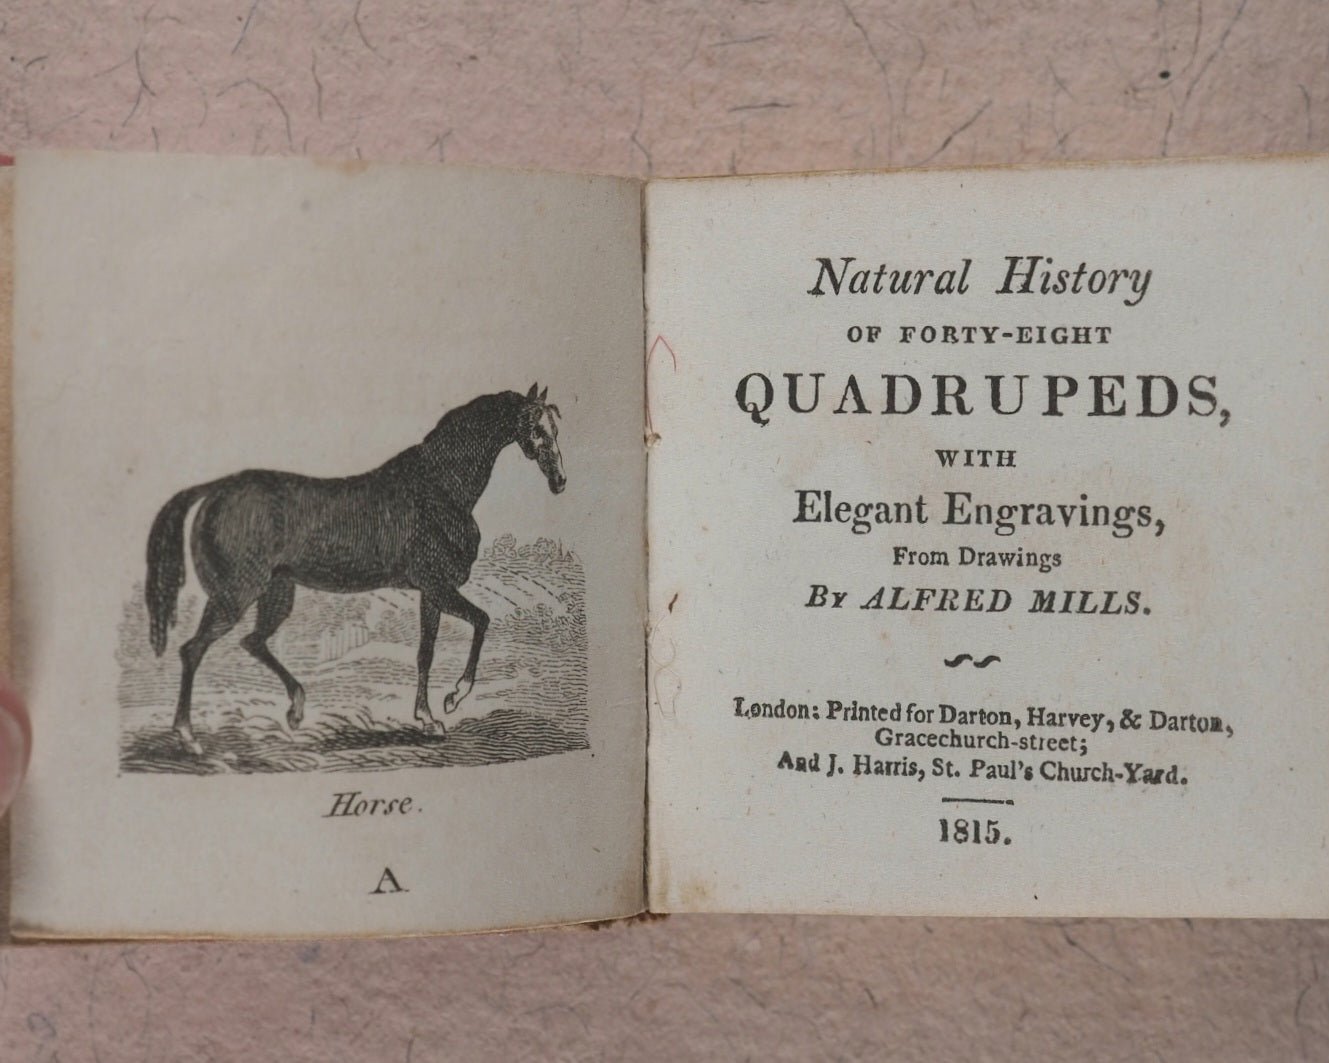 Horse.
A.
Natural History
OF FORTY-EIGHT
QUADRUPEDS,
WITH
Elegant Engravings,
From Drawings
BY ALFRED MILLS.
London: Printed for Darton, Harvey, & Darton,
Gracechurch-street;
And J. Harris, St. Paul's Church-Yard.
1815.